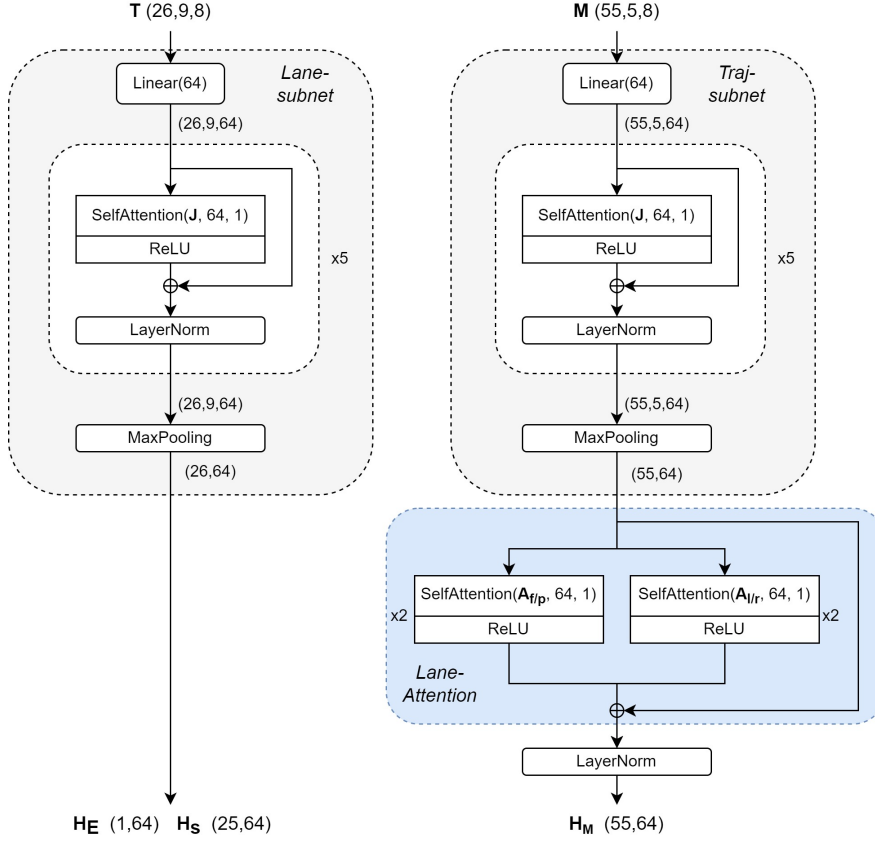 T (26,9,8)
Linear(64)
Lane-
subnet
(26,9,64)
SelfAttention(J, 64, 1)
ReLU
x5
LayerNorm
(26,9,64)
MaxPooling
(26,64)
HE (1,64) HS (25,64)
M (55,5,8)
Linear(64)
Traj-
subnet
(55,5,64)
SelfAttention(J, 64, 1)
ReLU
x5
LayerNorm
(55,5,64)
MaxPooling
(55,64)
SelfAttention(Af/p, 64, 1)
ReLU
x2
SelfAttention(Al/r, 64, 1)
ReLU
x2
Lane-
Attention
LayerNorm
HM (55,64)